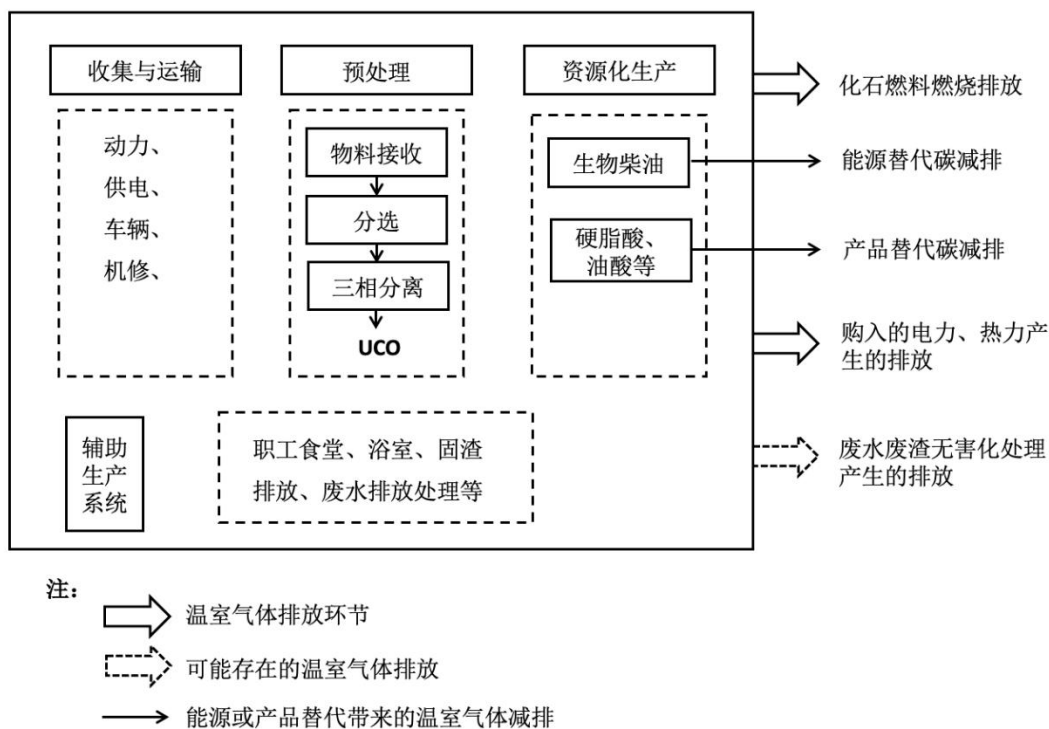 收集与运输
预处理
资源化生产
化石燃料燃烧排放
动力、
供电、
车辆、
机修、
物料接收
分选
三相分离
UCO
生物柴油
硬脂酸、
油酸等
能源替代碳减排
产品替代碳减排
购入的电力、热力产
生的排放
辅助
生产
系统
职工食堂、浴室、固渣
排放、废水排放处理等
废水废渣无害化处理
产生的排放
注：
温室气体排放环节
可能存在的温室气体排放
能源或产品替代带来的温室气体减排